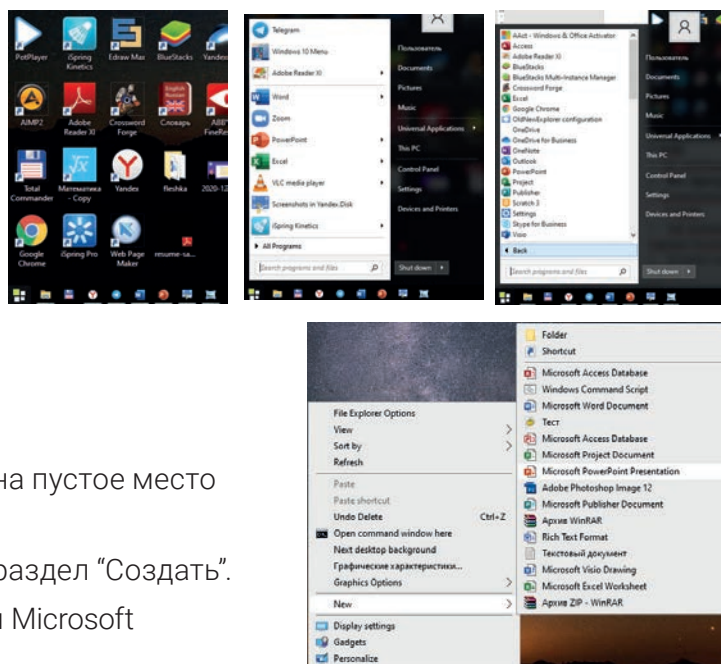 PotPlayer
iSpring Kinetics
Edraw Max
BlueStacks
Yandex
AIMP2
Adobe Reader XI
Crossword Forge
English Russian
Словарь
ABB
FineRe
Total Commander
Математика - Copy
Yandex
fleshka
2020-12
Google Chrome
iSpring Pro
Web Page Maker
resume-sa...
Telegram
Windows 10 Menu
Adobe Reader XI
Word
Zoom
PowerPoint
Excel
VLC media player
Screenshots in Yandex.Disk
iSpring Kinetics
All Programs
Search programs and files
Пользователь
Documents
Pictures
Music
Universal Applications
This PC
Control Panel
Settings
Devices and Printers
Shut down
AAct - Windows & Office Activator
Access
Adobe Reader XI
BlueStacks
BlueStacks Multi-Instance Manager
Crossword Forge
Excel
Google Chrome
OldNewExplorer configuration
OneDrive
OneDrive for Business
OneNote
Outlook
PowerPoint
Project
Publisher
Scratch 3
Settings
Skype for Business
Visio
Back
Search programs and files
Пользователь
Documents
Pictures
Music
Universal Applications
This PC
Control Panel
Settings
Devices and Printers
Shut down
на пустое место
раздел “Создать”.
Microsoft
File Explorer Options
View
Sort by
Refresh
Paste
Paste shortcut
Undo Delete Ctrl+Z
Open command window here
Next desktop background
Графические характеристики...
Graphics Options
New
Display settings
Gadgets
Personalize
Folder
Shortcut
Microsoft Access Database
Windows Command Script
Microsoft Word Document
Тест
Microsoft Access Database
Microsoft Project Document
Microsoft PowerPoint Presentation
Adobe Photoshop Image 12
Microsoft Publisher Document
Архив WinRAR
Rich Text Format
Текстовый документ
Microsoft Visio Drawing
Microsoft Excel Worksheet
Архив ZIP - WinRAR